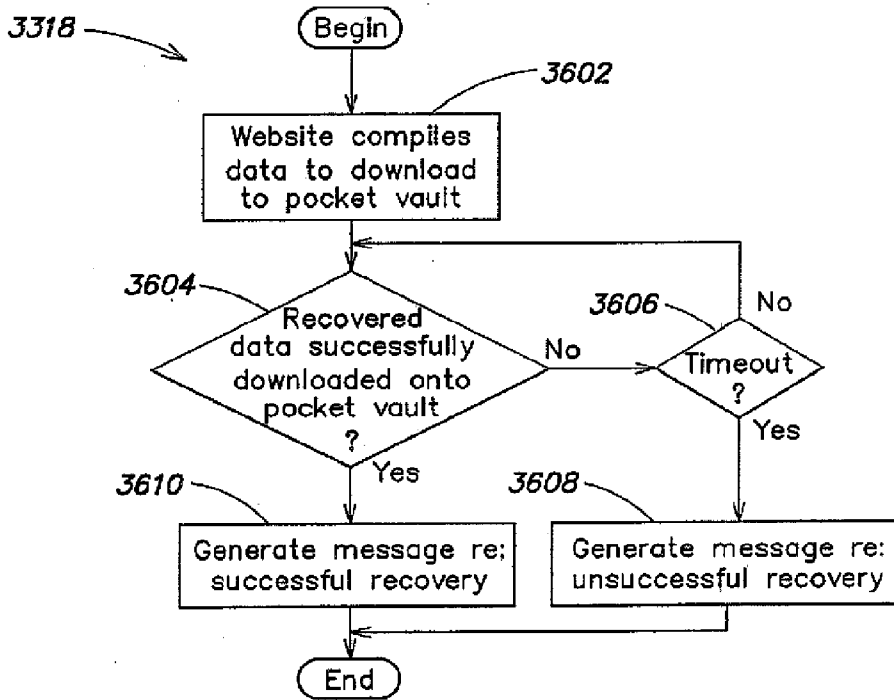 3318
Begin
3602
Website compiles
data to download
to pocket vault
3604
Recovered
data successfully
downloaded onto
pocket vault
?
No
3606
No
Timeout
?
Yes
Yes
3610
3608
Generate message re:
successful recovery
Generate message re:
unsuccessful recovery
End